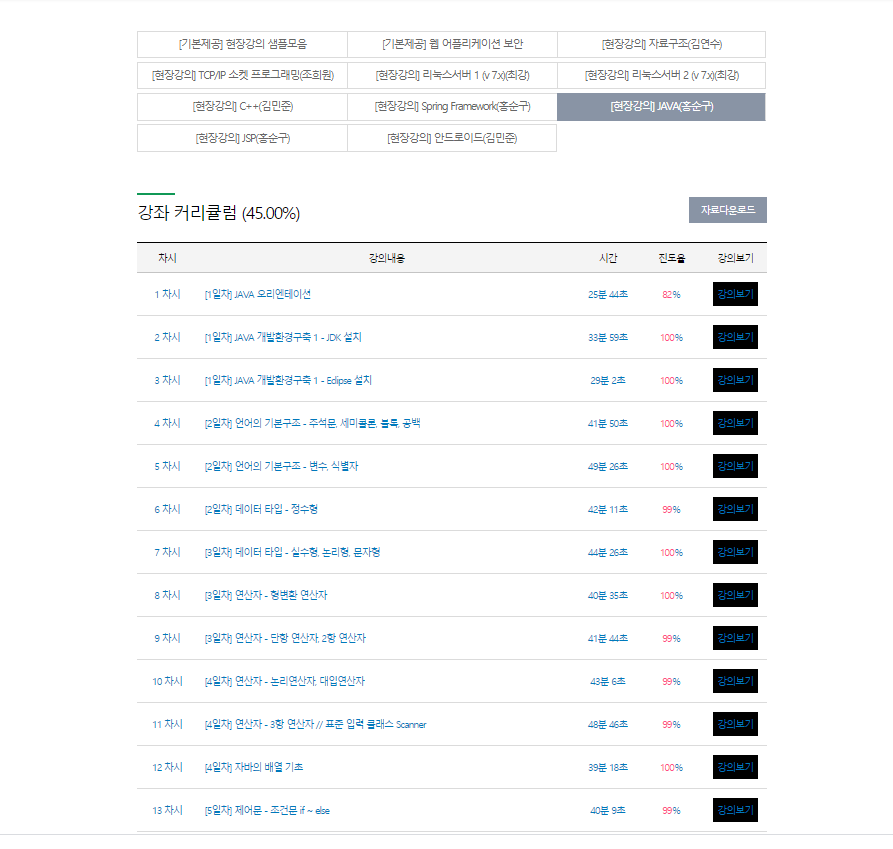 [기본제공] 현장강의 샘플모음 [기본제공] 웹 어플리케이션 보안 [현장강의] 자료구조(김연수)
[현장강의] TCP/IP 소켓 프로그래밍(조희원) [현장강의] 리눅스서버 1 (v 7.x)(최강) [현장강의] 리눅스서버 2 (v 7.x)(최강)
[현장강의] C++(김민준) [현장강의] Spring Framework(홍순구) [현장강의] JAVA(홍순구)
[현장강의] JSP(홍순구) [현장강의] 안드로이드(김민준)
강좌 커리큘럼 (45.00%) 자료다운로드
차시 강의내용 시간 진도율 강의보기
1 차시 [1일차] JAVA 오리엔테이션 25분 44초 82% 강의보기
2 차시 [1일차] JAVA 개발환경구축 1 - JDK 설치 33분 59초 100% 강의보기
3 차시 [1일차] JAVA 개발환경구축 1 - Eclipse 설치 29분 2초 100% 강의보기
4 차시 [2일차] 언어의 기본구조 - 주석문, 세미콜론, 블록, 공백 41분 50초 100% 강의보기
5 차시 [2일차] 언어의 기본구조 - 변수, 식별자 49분 26초 100% 강의보기
6 차시 [2일차] 데이터 타입 - 정수형 42분 11초 99% 강의보기
7 차시 [3일차] 데이터 타입 - 실수형, 논리형, 문자형 44분 26초 100% 강의보기
8 차시 [3일차] 연산자 - 형변환 연산자 40분 35초 100% 강의보기
9 차시 [3일차] 연산자 - 단항 연산자, 2항 연산자 41분 44초 99% 강의보기
10 차시 [4일차] 연산자 - 논리연산자, 대입연산자 43분 6초 99% 강의보기
11 차시 [4일차] 연산자 - 3항 연산자 // 표준 입력 클래스 Scanner 48분 46초 99% 강의보기
12 차시 [4일차] 자바의 배열 기초 39분 18초 100% 강의보기
13 차시 [5일차] 제어문 - 조건문 if ~ else 40분 9초 99% 강의보기